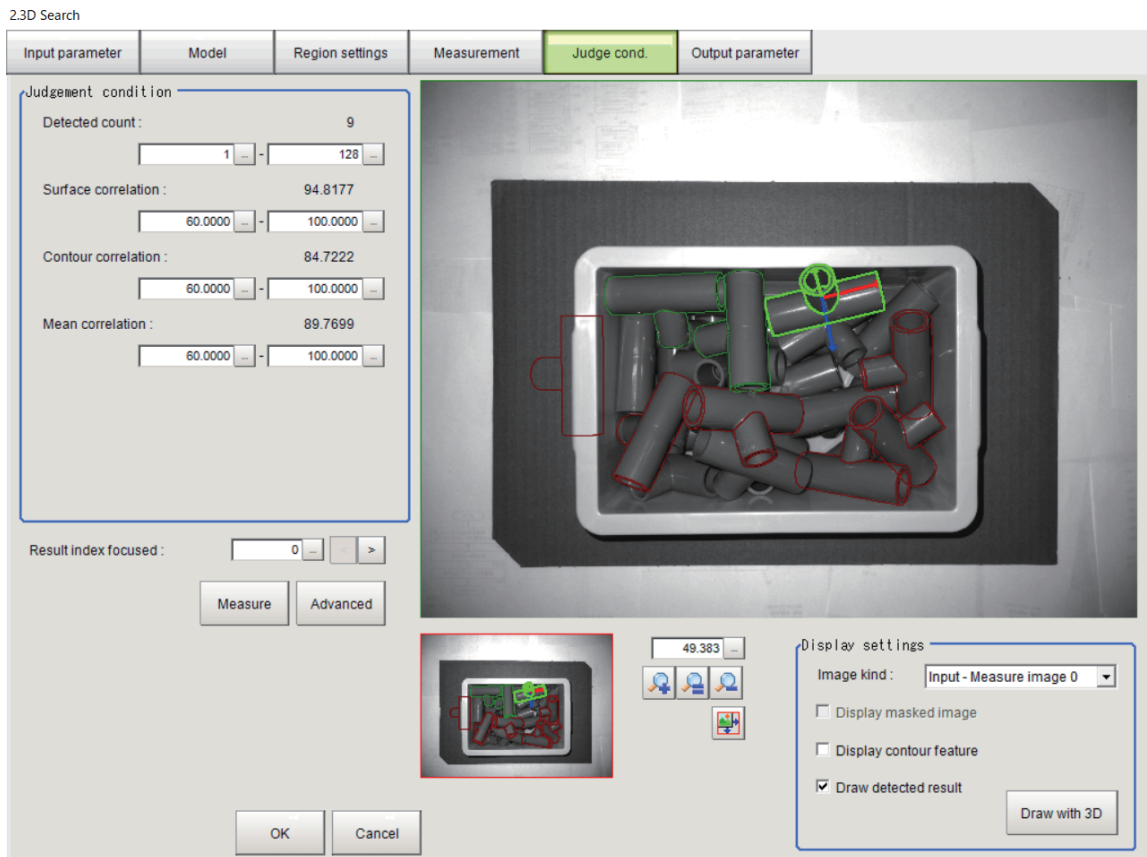 2.3D Search
Input parameter Model Region settings Measurement Judge cond. Output parameter
Judgement condition
Detected count : 9
1 ... - 128 ...
Surface correlation : 94.8177
60.0000 ... - 100.0000 ...
Contour correlation : 84.7222
60.0000 ... - 100.0000 ...
Mean correlation : 89.7699
60.0000 ... - 100.0000 ...
Result index focused : 0 ... < >
Measure Advanced
49.383 ...
Display settings
Image kind : Input - Measure image 0
Display masked image
Display contour feature
Draw detected result
Draw with 3D
OK Cancel